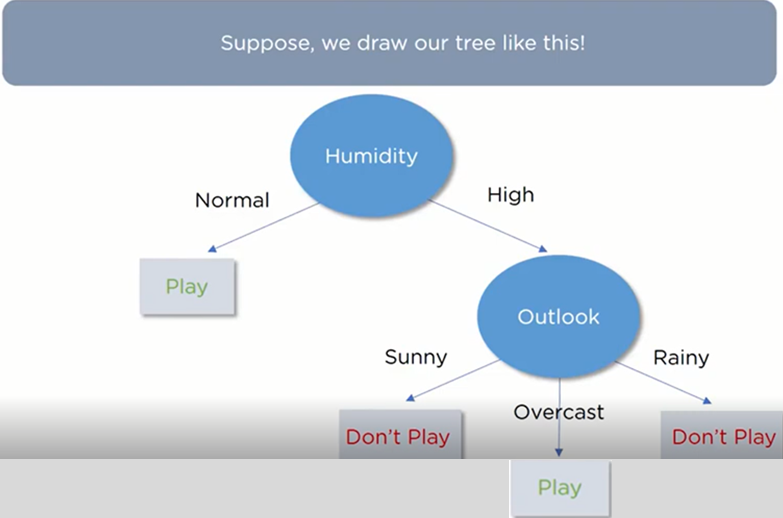 Suppose, we draw our tree like this!
Humidity
Normal
High
Play
Outlook
Sunny
Rainy
Overcast
Don't Play
Don't Play
Play